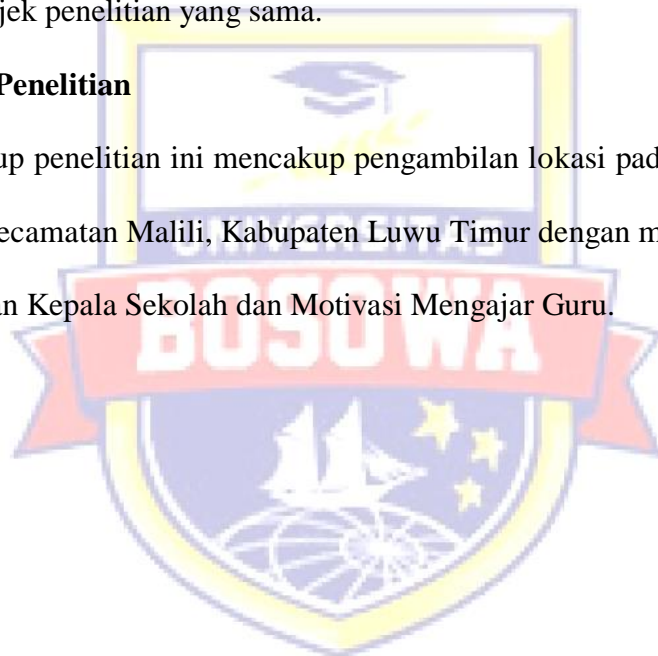 jek penelitian yang sama.
Penelitian
up penelitian ini mencakup pengambilan lokasi pad
ecamatan Malili, Kabupaten Luwu Timur dengan m
UNIVERSITAS
an Kepala Sekolah dan Motivasi Mengajar Guru.
BOSOWA